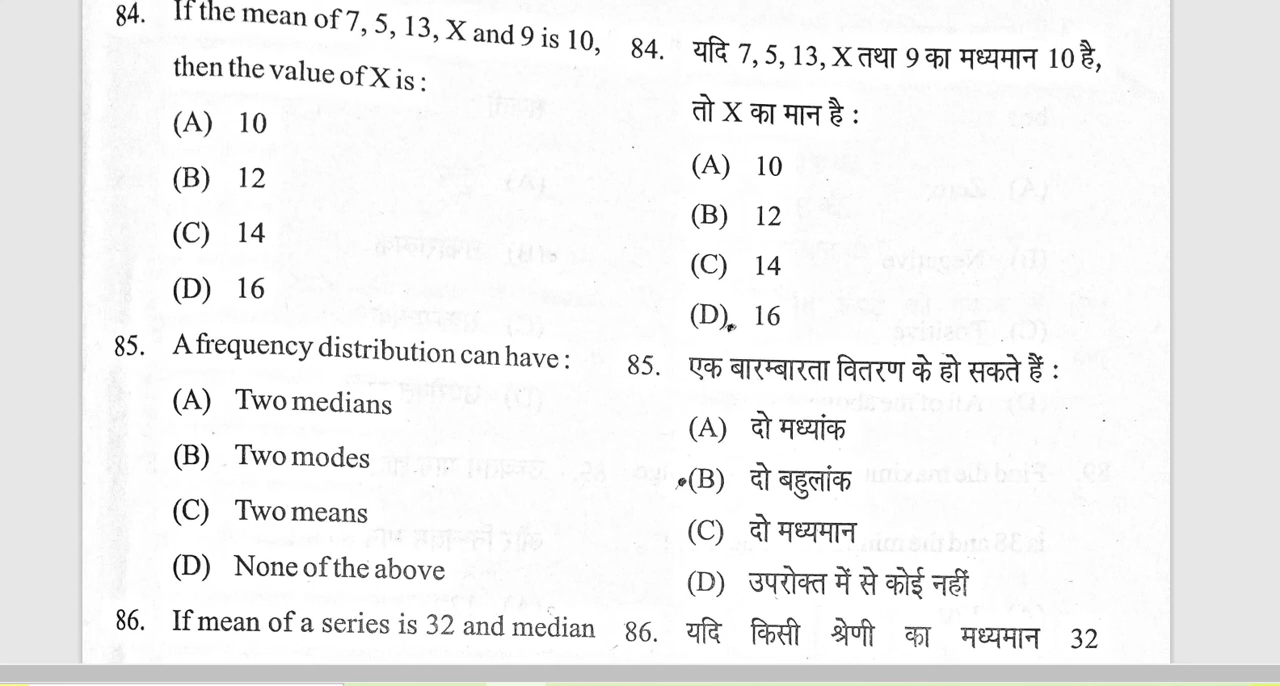 84. If the mean of 7, 5, 13, X and 9 is 10,
then the value of X is :
(A) 10
(B) 12
(C) 14
(D) 16
85. A frequency distribution can have :
(A) Two medians
(B) Two modes
(C) Two means
(D) None of the above
86. If mean of a series is 32 and median
84. यदि 7, 5, 13, X तथा 9 का मध्यमान 10 है,
तो X का मान है :
(A) 10
(B) 12
(C) 14
(D) 16
85. एक बारम्बारता वितरण के हो सकते हैं :
(A) दो मध्यांक
(B) दो बहुलांक
(C) दो मध्यमान
(D) उपरोक्त में से कोई नहीं
86. यदि किसी श्रेणी का मध्यमान 32